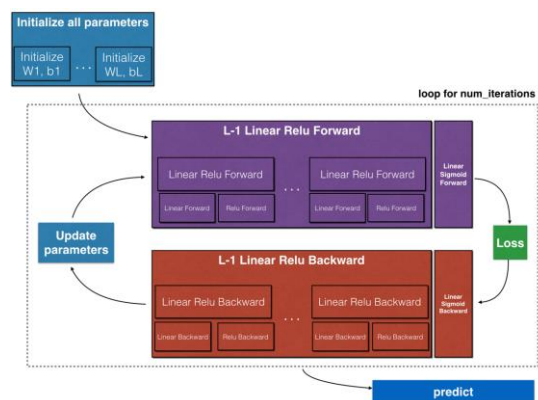 Initialize all parameters
Initialize
W1, b1
...
Initialize
WL, bL
loop for num_iterations
L-1 Linear Relu Forward
Linear Relu Forward
Linear Forward
Relu Forward
...
Linear Relu Forward
Linear Forward
Relu Forward
Linear
Sigmoid
Forward
Loss
Update
parameters
L-1 Linear Relu Backward
Linear Relu Backward
Linear Backward
Relu Backward
...
Linear Relu Backward
Linear Backward
Relu Backward
Linear
Sigmoid
Backward
predict